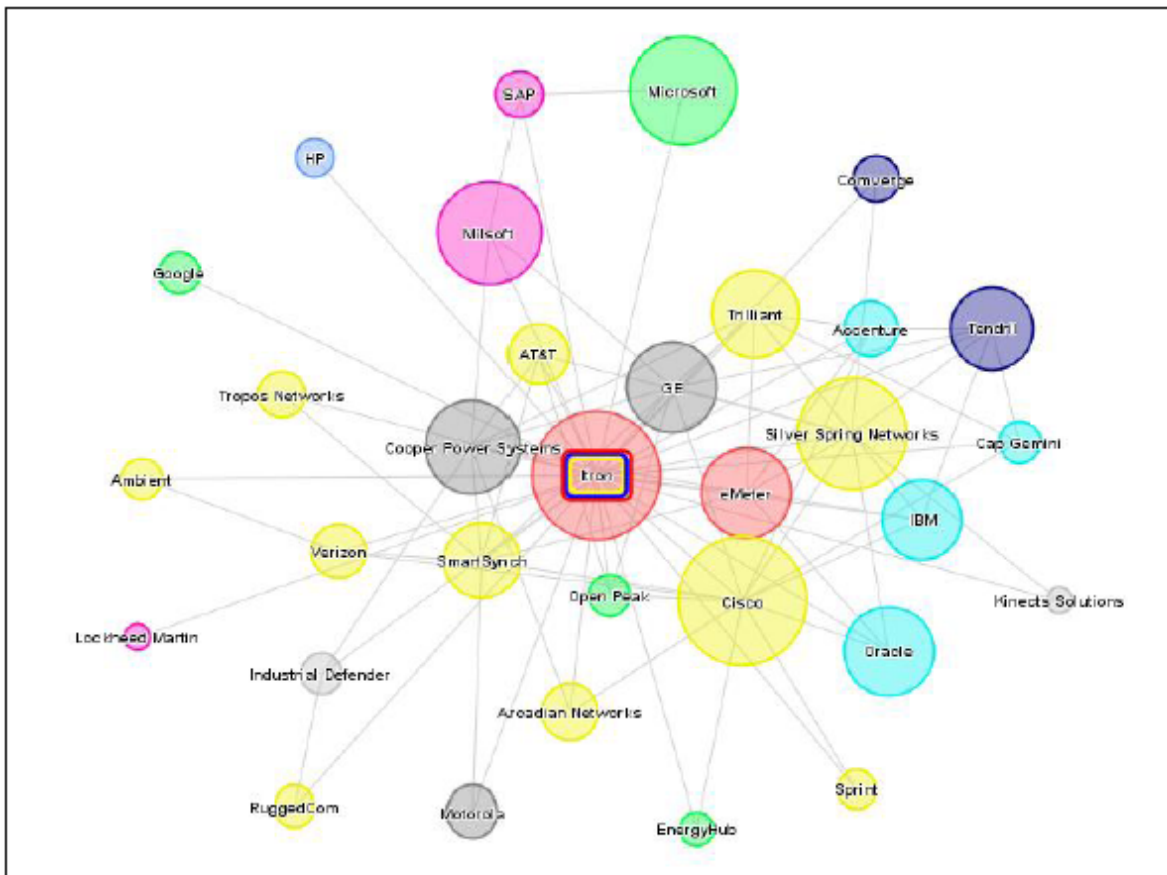 SAP
Microsoft
HP
Comverge
Milsoft
Google
Trilliant
Accenture
Tendril
AT&T
GE
Tropos Networks
Cooper Power Systems
Silver Spring Networks
Cap Gemini
Itron
Ambient
eMeter
IBM
Verizon
SmartSynch
Open Peak
Cisco
Kinects Solutions
Lockheed Martin
Oracle
Industrial Defender
Arcadian Networks
Sprint
RuggedCom
Motorola
EnergyHub